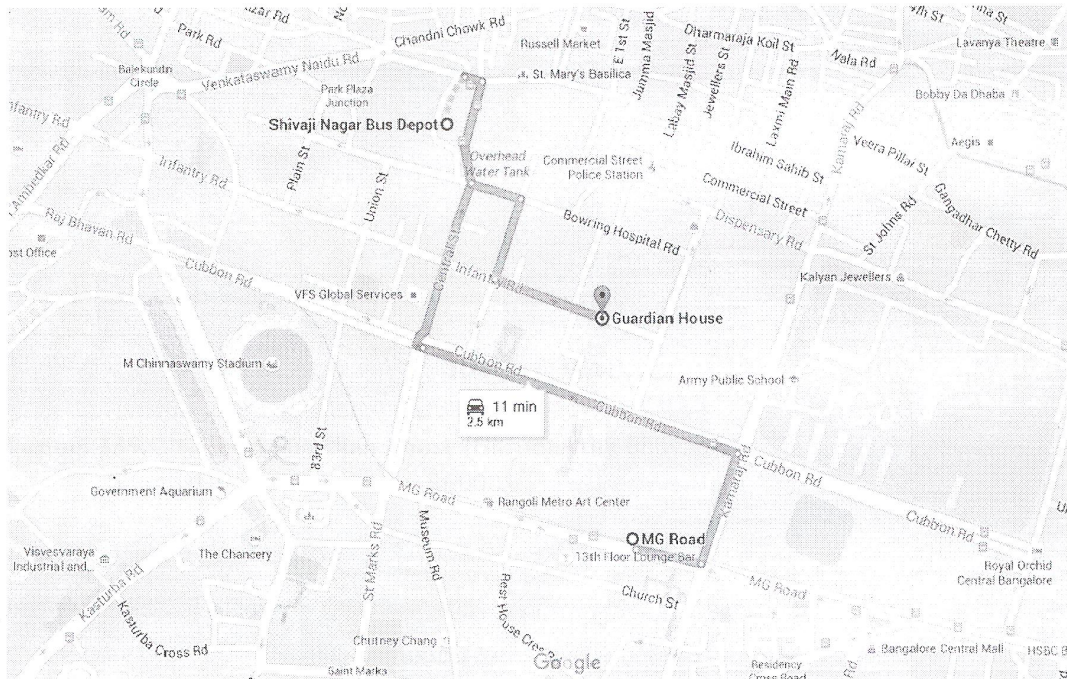 Park Rd
Chandni Chowk Rd
Russell Market
E 1st St
Jumma Masjid
Dharmaraja Koil St
Nala Rd
Lavanya Theatre
Balekundri
Circle
Venkataswamy Naidu Rd
St. Mary's Basilica
Labay Masjid St
Jewellers St
Laxmi Main Rd
Park Plaza
Junction
Bobby Da Dhaba
Shivaji Nagar Bus Depot
Kamaraj Rd
Veera Pillai St
Aegis
Infantry Rd
Ambedkar Rd
Infantry Rd
Plain St
Union St
Overhead
Water Tank
Commercial Street
Police Station
Ibrahim Sahib St
Commercial Street
Gangadhar Chetty Rd
Raj Bhavan Rd
Bowring Hospital Rd
Dispensary Rd
St Johns Rd
ost Office
Cubbon Rd
Central St
Infantry Rd
Kalyan Jewellers
VFS Global Services
Guardian House
M Chinnaswamy Stadium
Cubbon Rd
Army Public School
11 min
2.5 km
Cubbon Rd
83rd St
Kamaraj Rd
Cubbon Rd
Government Aquarium
MG Road
Rangoli Metro Art Center
Cubbon Rd
Visvesvaraya
Industrial and...
The Chancery
St Marks Rd
Museum Rd
MG Road
13th Floor Lounge Bar
Royal Orchid
Central Bangalore
Kasturba Rd
Kasturba Cross Rd
Rest House Cres
Church St
MG Road
Chutney Chang
Google
Bangalore Central Mall
HSBC B
Saint Marks
Residency
Cross Road
Rd